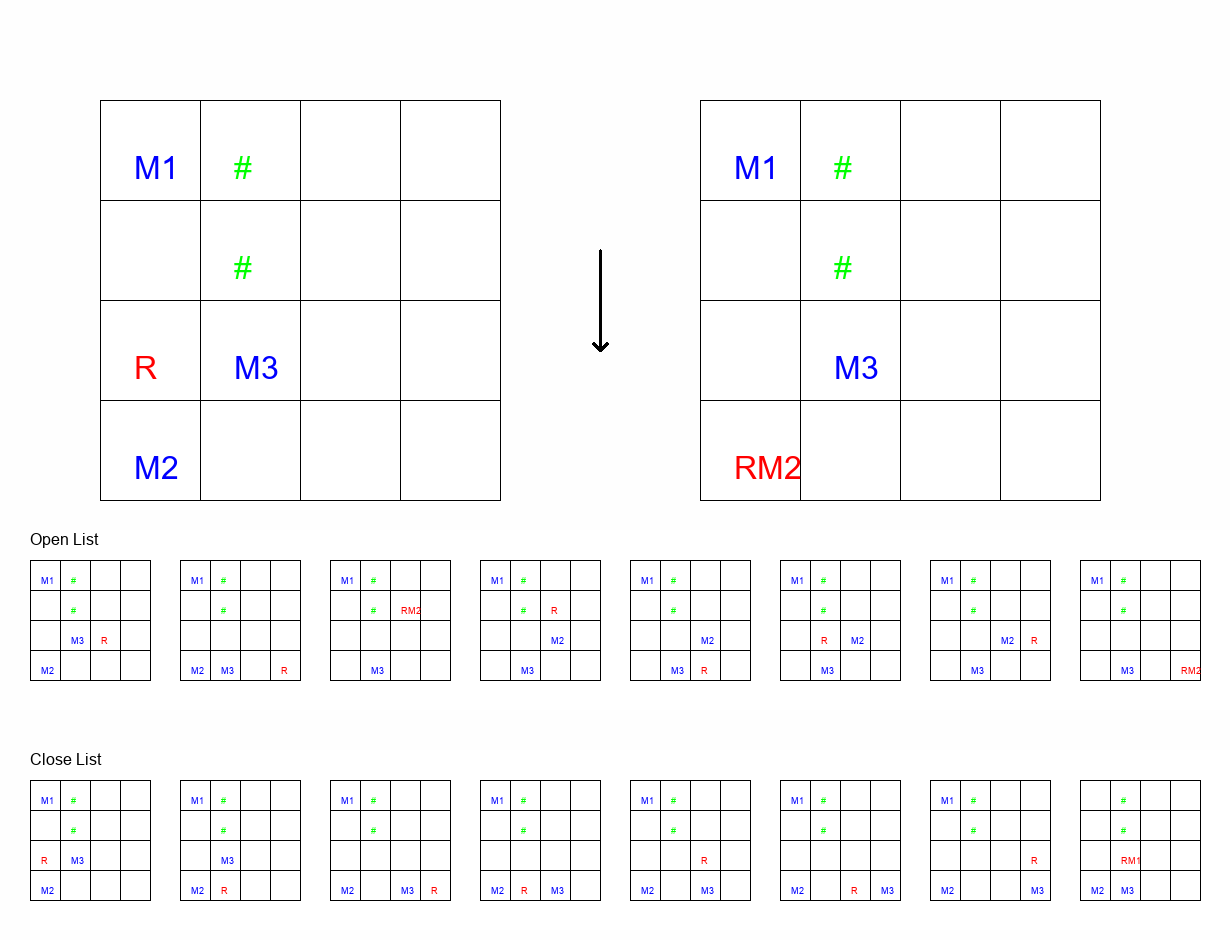 M1 # M1 #
# #
R M3 M3
M2 RM2
Open List
M1 # M1 # M1 # M1 # M1 # M1 # M1 # M1 #
# # # RM2 # R # # # #
M3 R M2 M2 R M2 M2 R
M2 M2 M3 R M3 M3 M3 R M3 M3 M3 RM2
Close List
M1 # M1 # M1 # M1 # M1 # M1 # M1 # #
# # # # # # # #
R M3 M3 R R RM1
M2 M2 R M2 M3 R M2 R M3 M2 M3 M2 R M3 M2 M3 M2 M3